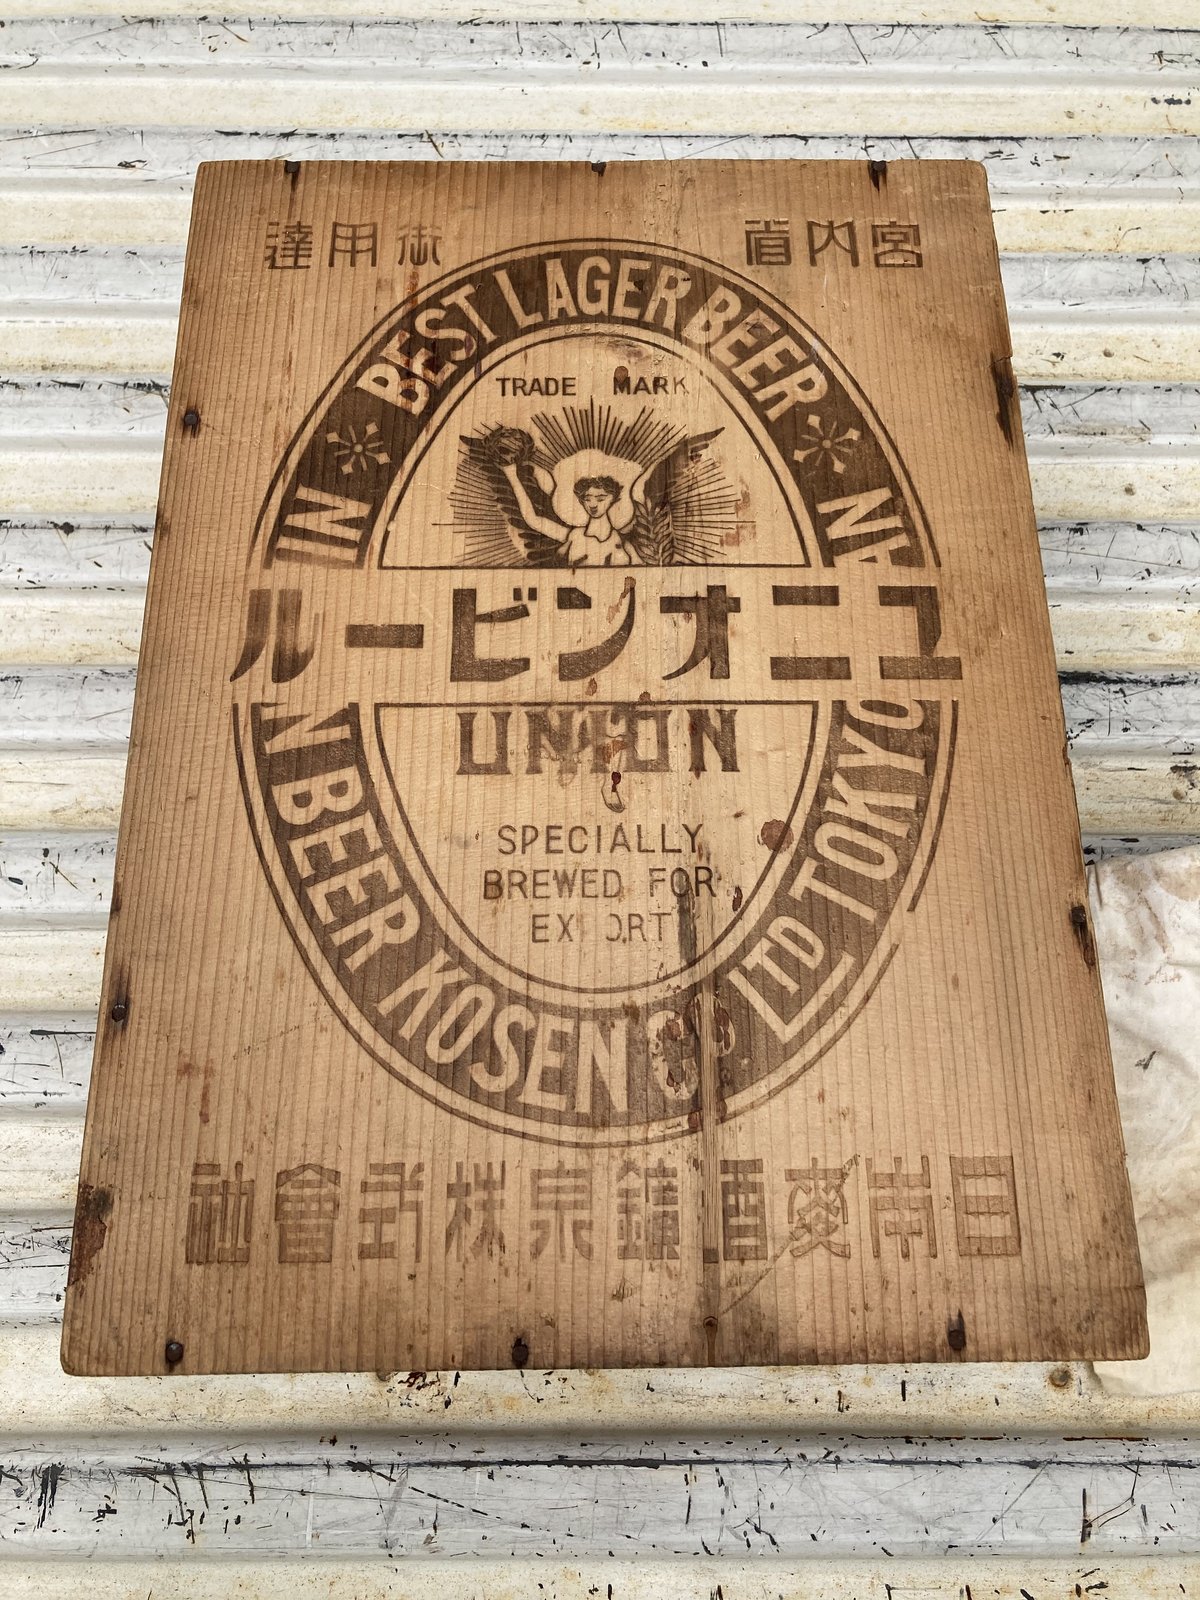 宮内省 御用達
BEST LAGER BEER
TRADE MARK
ユニオンビール
UNION
SPECIALLY
BREWED FOR
EXPORT
N BEER KOSEN CO LTD TOKYO
日本麥酒鑛泉株式會社